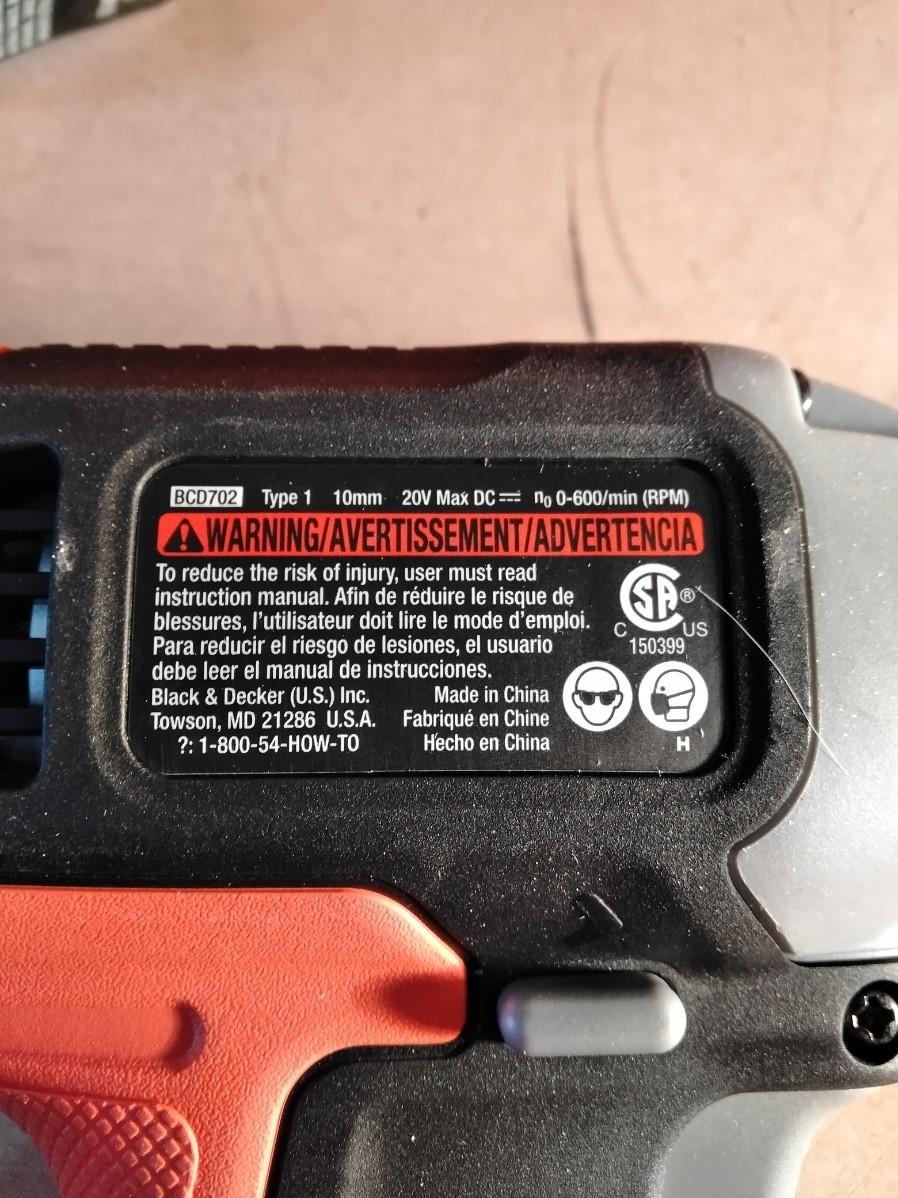 BCD702 Type 1 10mm 20V Max DC⎓ n₀ 0-600/min (RPM)
⚠WARNING/AVERTISSEMENT/ADVERTENCIA
To reduce the risk of injury, user must read
instruction manual. Afin de réduire le risque de
blessures, l'utilisateur doit lire le mode d'emploi.
Para reducir el riesgo de lesiones, el usuario
debe leer el manual de instrucciones.
SA ®
C US
150399
Black & Decker (U.S.) Inc. Made in China
Towson, MD 21286 U.S.A. Fabriqué en Chine
?: 1-800-54-HOW-TO Hecho en China
H